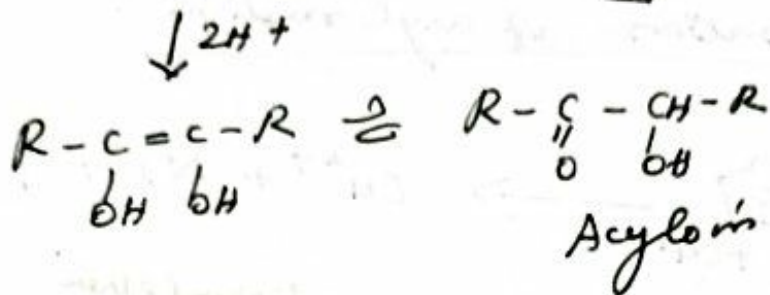 ↓ 2H+
R - C = C - R ⇌ R - C - CH - R
OH OH O OH
Acyloin